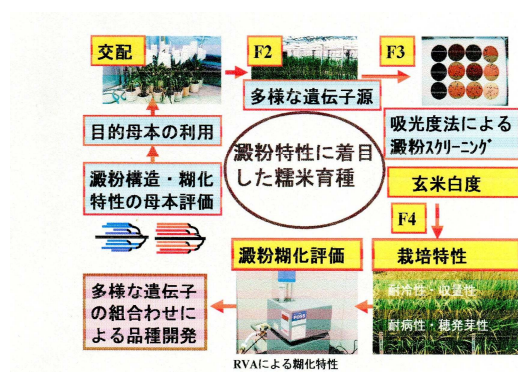 交配
F2
F3
多様な遺伝子源
目的母本の利用
澱粉構造・糊化
特性の母本評価
澱粉特性に着目
した糯米育種
吸光度法による
澱粉スクリーニング
玄米白度
F4
澱粉糊化評価
栽培特性
耐冷性・収量性
耐病性・穂発芽性
多様な遺伝子
の組合わせに
よる品種開発
RVAによる糊化特性